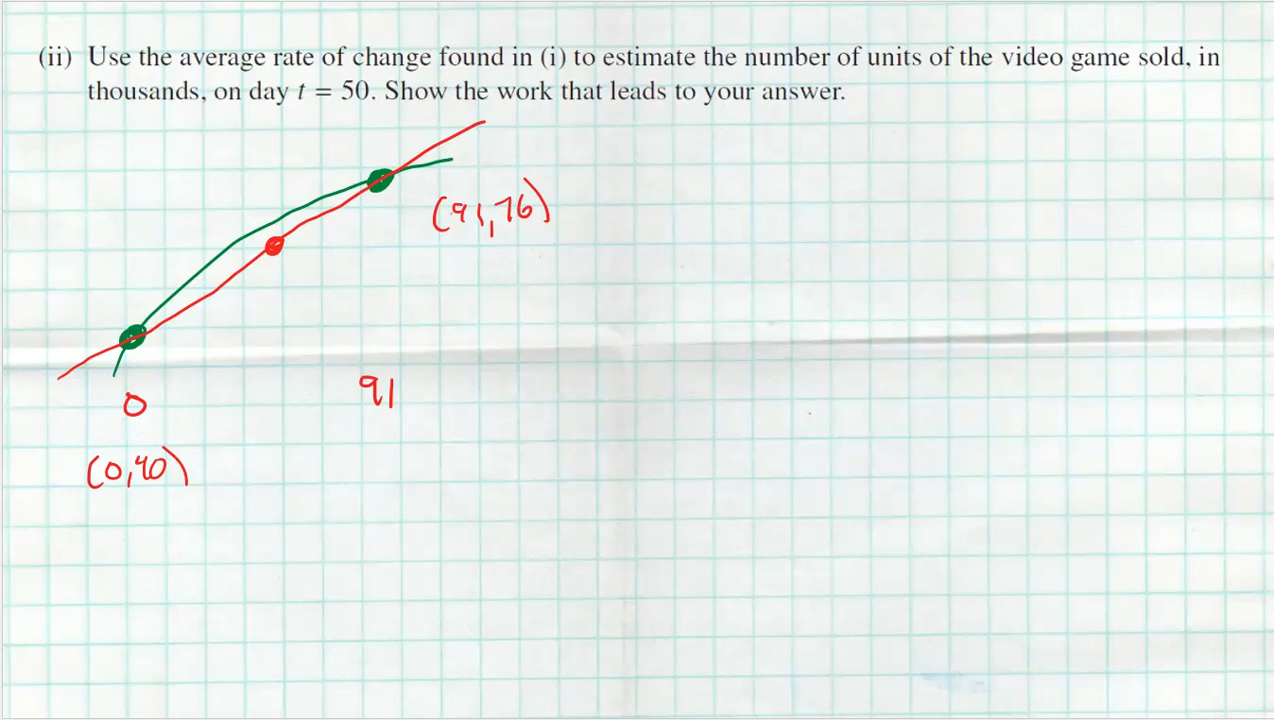 (ii) Use the average rate of change found in (i) to estimate the number of units of the video game sold, in
thousands, on day t = 50. Show the work that leads to your answer.
(91,76)
0
91
(0,40)